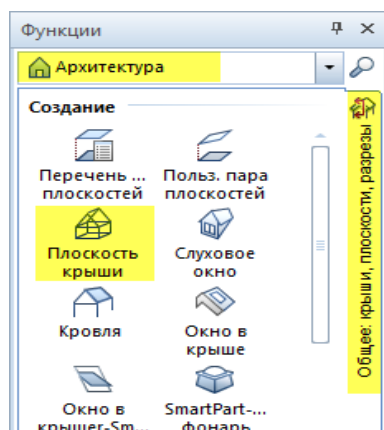 Функции
Архитектура
Создание
Перечень ... плоскостей
Польз. пара плоскостей
Плоскость крыши
Слуховое окно
Кровля
Окно в крыше
Окно в крышег-Sm...
SmartPart-... фонарь
Общее: крыши, плоскости, разрезы